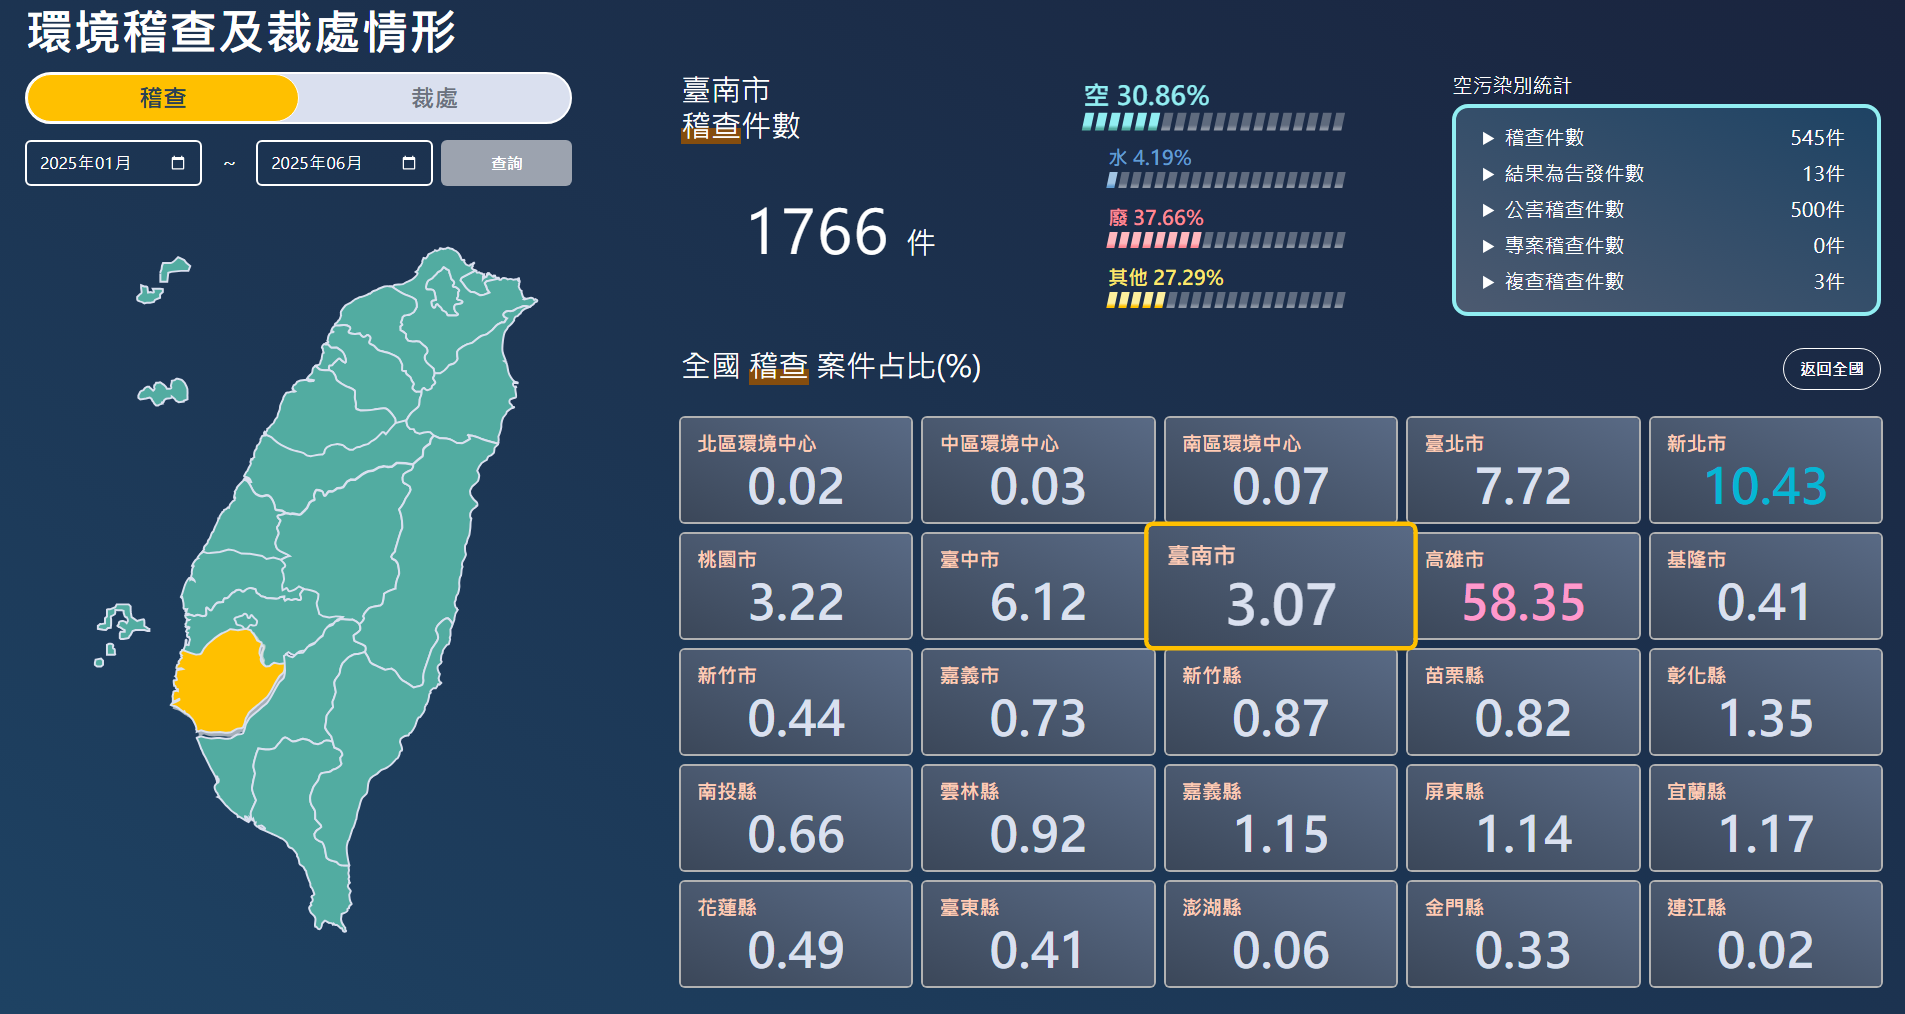 環境稽查及裁處情形
稽查 裁處
2025年01月 ~ 2025年06月 查詢
臺南市
稽查件數
1766 件
空 30.86%
水 4.19%
廢 37.66%
其他 27.29%
空污染別統計
▶ 稽查件數 545件
▶ 結果為告發件數 13件
▶ 公害稽查件數 500件
▶ 專案稽查件數 0件
▶ 複查稽查件數 3件
全國 稽查 案件占比(%)
返回全國
北區環境中心 中區環境中心 南區環境中心 臺北市 新北市
0.02 0.03 0.07 7.72 10.43
桃園市 臺中市 臺南市 高雄市 基隆市
3.22 6.12 3.07 58.35 0.41
新竹市 嘉義市 新竹縣 苗栗縣 彰化縣
0.44 0.73 0.87 0.82 1.35
南投縣 雲林縣 嘉義縣 屏東縣 宜蘭縣
0.66 0.92 1.15 1.14 1.17
花蓮縣 臺東縣 澎湖縣 金門縣 連江縣
0.49 0.41 0.06 0.33 0.02